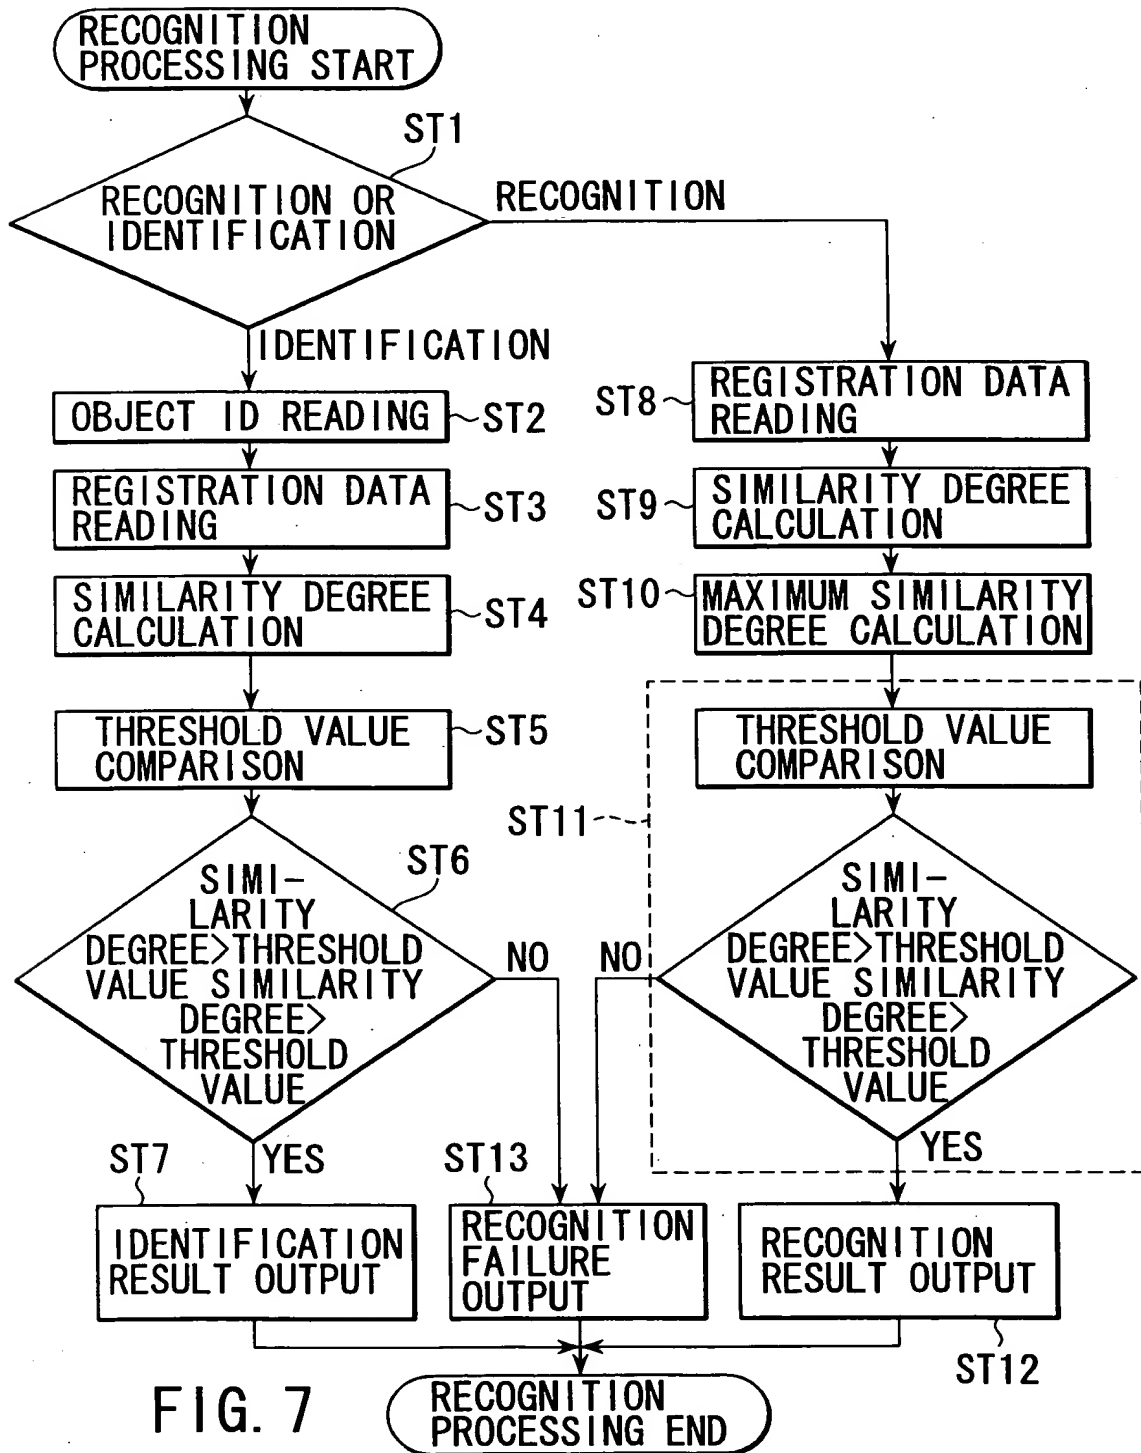 RECOGNITION
PROCESSING START
ST1
RECOGNITION OR
IDENTIFICATION
RECOGNITION
IDENTIFICATION
OBJECT ID READING
ST2
REGISTRATION DATA
READING
ST3
SIMILARITY DEGREE
CALCULATION
ST4
THRESHOLD VALUE
COMPARISON
ST5
ST6
SIMI-
LARITY
DEGREE>THRESHOLD
VALUE SIMILARITY
DEGREE>
THRESHOLD
VALUE
NO
YES
ST7
IDENTIFICATION
RESULT OUTPUT
ST8
REGISTRATION DATA
READING
ST9
SIMILARITY DEGREE
CALCULATION
ST10
MAXIMUM SIMILARITY
DEGREE CALCULATION
THRESHOLD VALUE
COMPARISON
ST11
SIMI-
LARITY
DEGREE>THRESHOLD
VALUE SIMILARITY
DEGREE>
THRESHOLD
VALUE
NO
YES
ST13
RECOGNITION
FAILURE
OUTPUT
RECOGNITION
RESULT OUTPUT
ST12
RECOGNITION
PROCESSING END
FIG. 7